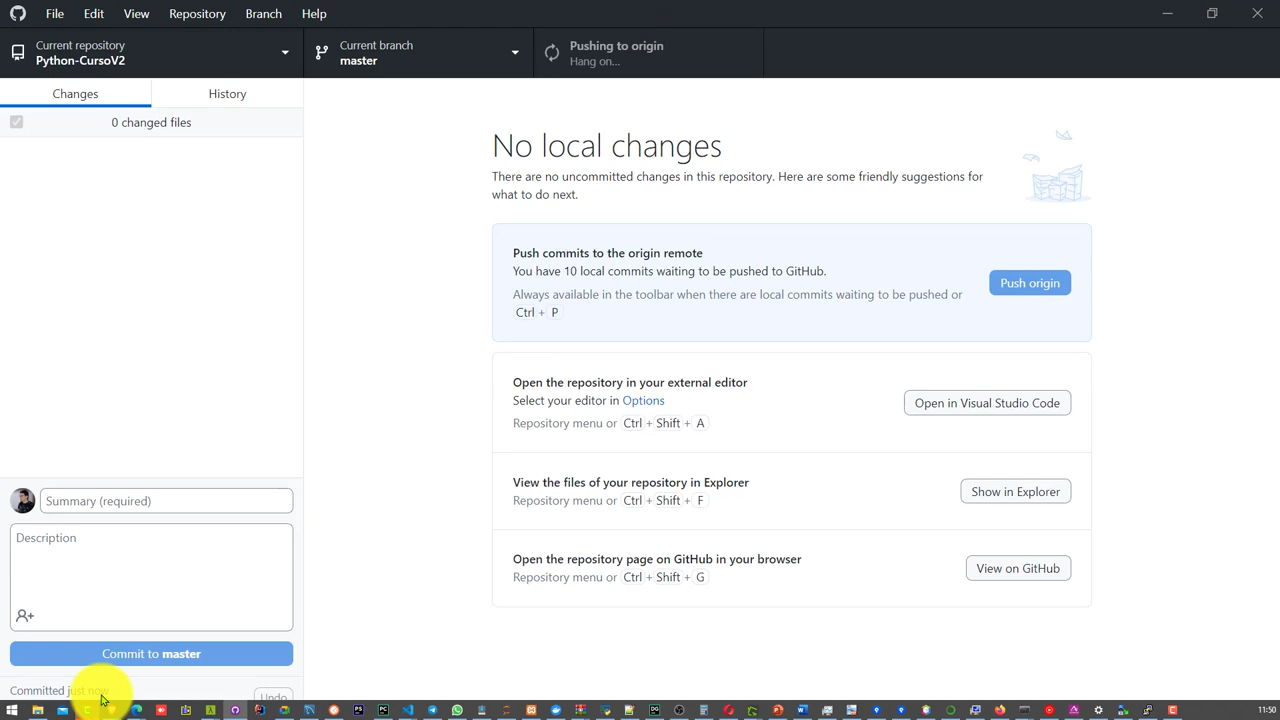 File Edit View Repository Branch Help
Current repository
Python-CursoV2
Current branch
master
Pushing to origin
Hang on...
Changes
History
0 changed files
No local changes
There are no uncommitted changes in this repository. Here are some friendly suggestions for
what to do next.
Push commits to the origin remote
You have 10 local commits waiting to be pushed to GitHub.
Always available in the toolbar when there are local commits waiting to be pushed or
Ctrl + P
Push origin
Open the repository in your external editor
Select your editor in Options
Repository menu or Ctrl + Shift + A
Open in Visual Studio Code
View the files of your repository in Explorer
Repository menu or Ctrl + Shift + F
Show in Explorer
Open the repository page on GitHub in your browser
Repository menu or Ctrl + Shift + G
View on GitHub
Summary (required)
Description
Commit to master
Committed just now
Undo
11:50